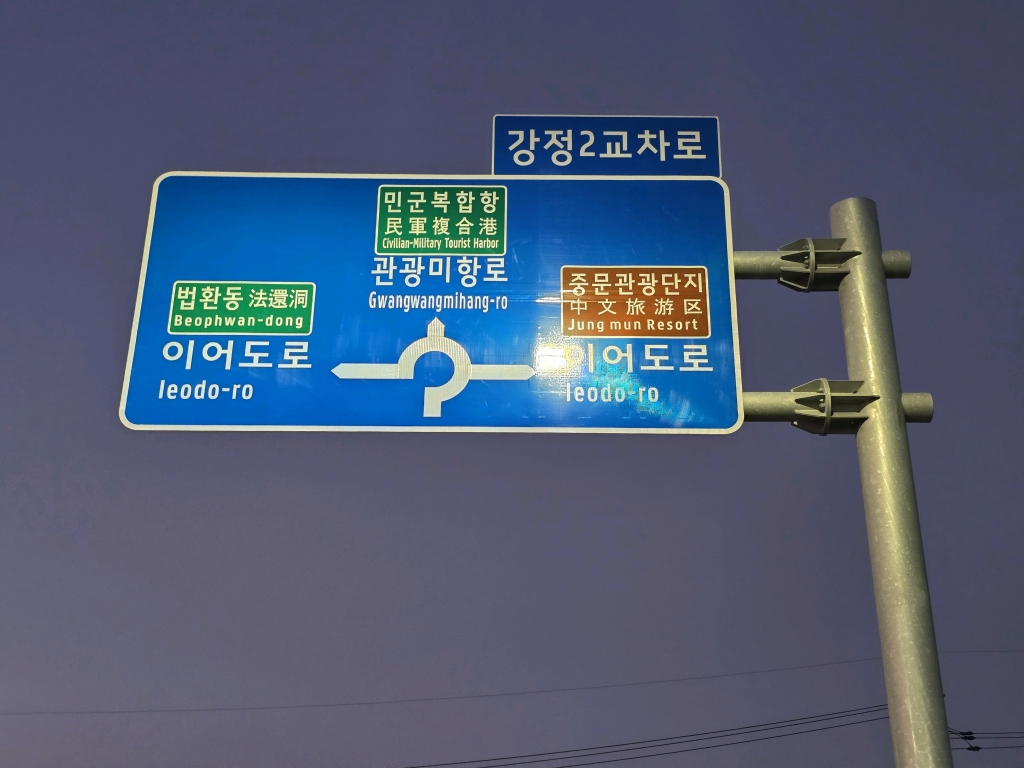 강정2교차로
민군복합항
民軍複合港
Civilian-Military Tourist Harbor
관광미항로
Gwangwangmihang-ro
법환동 法還洞
Beophwan-dong
이어도로
Ieodo-ro
중문관광단지
中文旅游区
Jung mun Resort
이어도로
Ieodo-ro